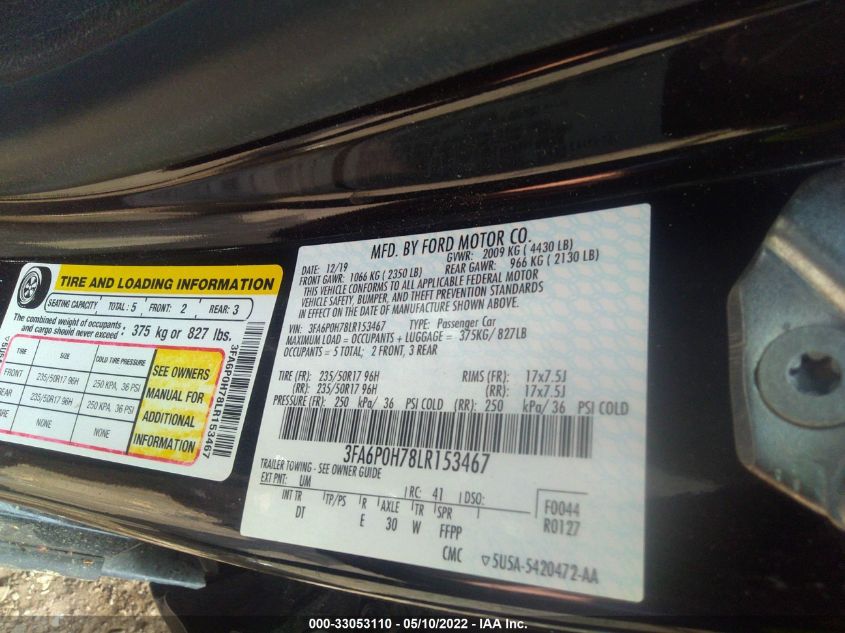 TIRE AND LOADING INFORMATION
SEATING CAPACITY TOTAL: 5 FRONT: 2 REAR: 3
The combined weight of occupants and cargo should never exceed: 375 kg or 827 lbs.
TIRE SIZE COLD TIRE PRESSURE
FRONT 235/50R17 96H 250 KPA, 36 PSI
REAR 235/50R17 96H 250 KPA, 36 PSI
NONE NONE
SEE OWNERS
MANUAL FOR
ADDITIONAL
INFORMATION
3FA6P0H78LR153467
MFD. BY FORD MOTOR CO.
DATE: 12/19 GVWR: 2009 KG ( 4430 LB)
FRONT GAWR: 1066 KG ( 2350 LB) REAR GAWR: 966 KG ( 2130 LB)
THIS VEHICLE CONFORMS TO ALL APPLICABLE FEDERAL MOTOR
VEHICLE SAFETY, BUMPER, AND THEFT PREVENTION STANDARDS
IN EFFECT ON THE DATE OF MANUFACTURE SHOWN ABOVE.
VIN: 3FA6P0H78LR153467 TYPE: Passenger Car
MAXIMUM LOAD = OCCUPANTS + LUGGAGE = 375KG/ 827LB
OCCUPANTS = 5 TOTAL; 2 FRONT, 3 REAR
TIRE (FR): 235/50R17 96H RIMS (FR): 17x7.5J
(RR): 235/50R17 96H (RR): 17x7.5J
PRESSURE (FR): 250 kPa/ 36 PSI COLD (RR): 250 kPa/ 36 PSI COLD
3FA6P0H78LR153467
TRAILER TOWING - SEE OWNER GUIDE
EXT PNT: UM RC: 41 DSO:
INT TR TP/PS R AXLE TR SPR F0044
DT E 30 W FFPP R0127
CMC ▽5U5A-5420472-AA
000-33053110 - 05/10/2022 - IAA Inc.